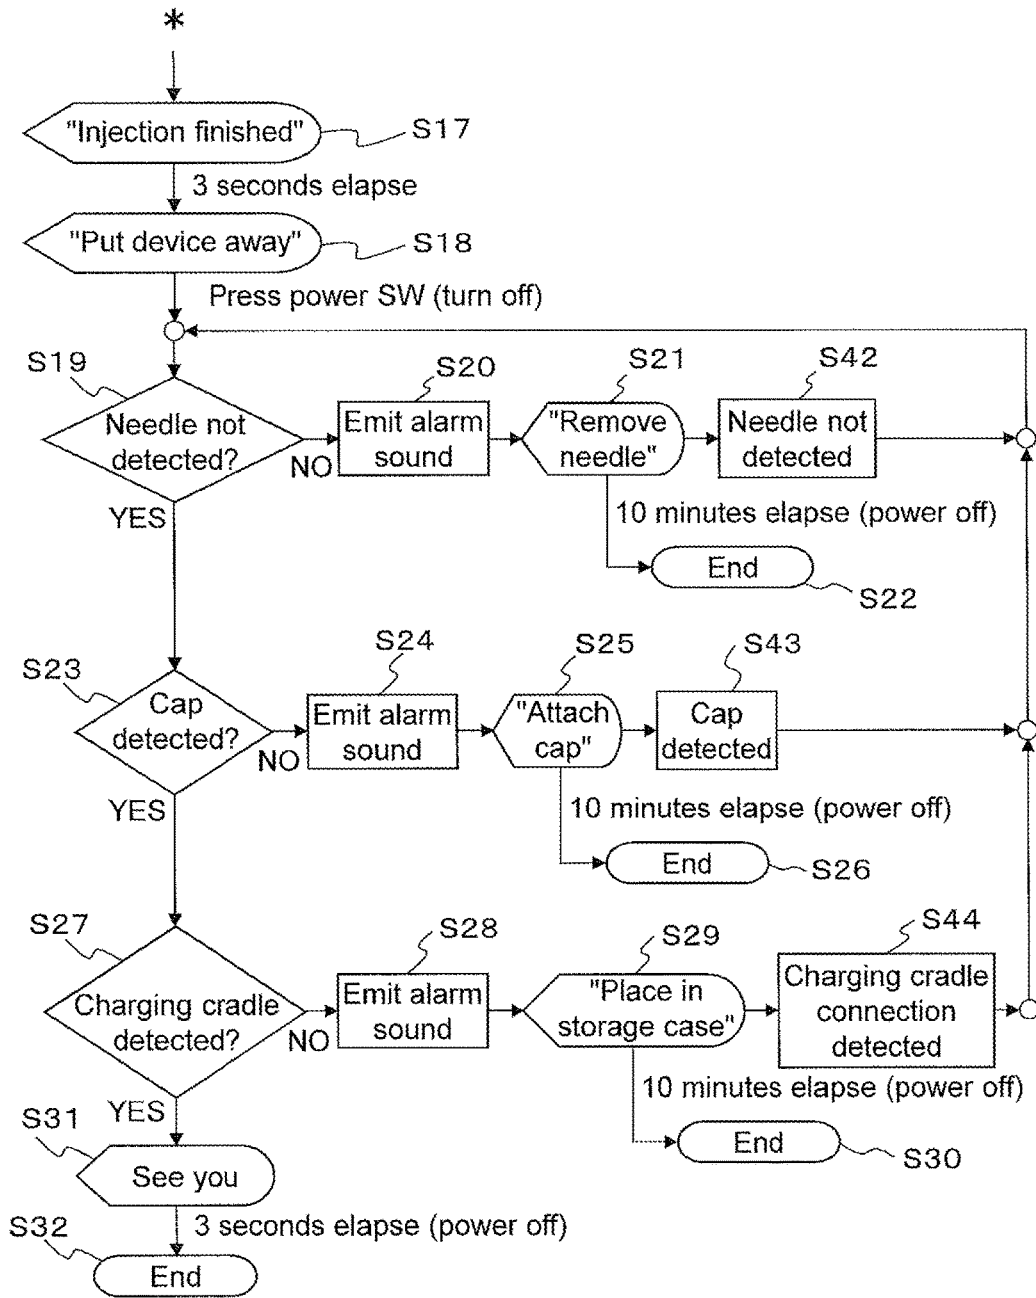 *
"Injection finished"
S17
3 seconds elapse
"Put device away"
S18
Press power SW (turn off)
S19
Needle not
detected?
NO
YES
S20
Emit alarm
sound
S21
"Remove
needle"
S42
Needle not
detected
10 minutes elapse (power off)
End
S22
S23
Cap
detected?
NO
YES
S24
Emit alarm
sound
S25
"Attach
cap"
S43
Cap
detected
10 minutes elapse (power off)
End
S26
S27
Charging cradle
detected?
NO
YES
S28
Emit alarm
sound
S29
"Place in
storage case"
S44
Charging cradle
connection
detected
10 minutes elapse (power off)
End
S30
S31
See you
3 seconds elapse (power off)
S32
End